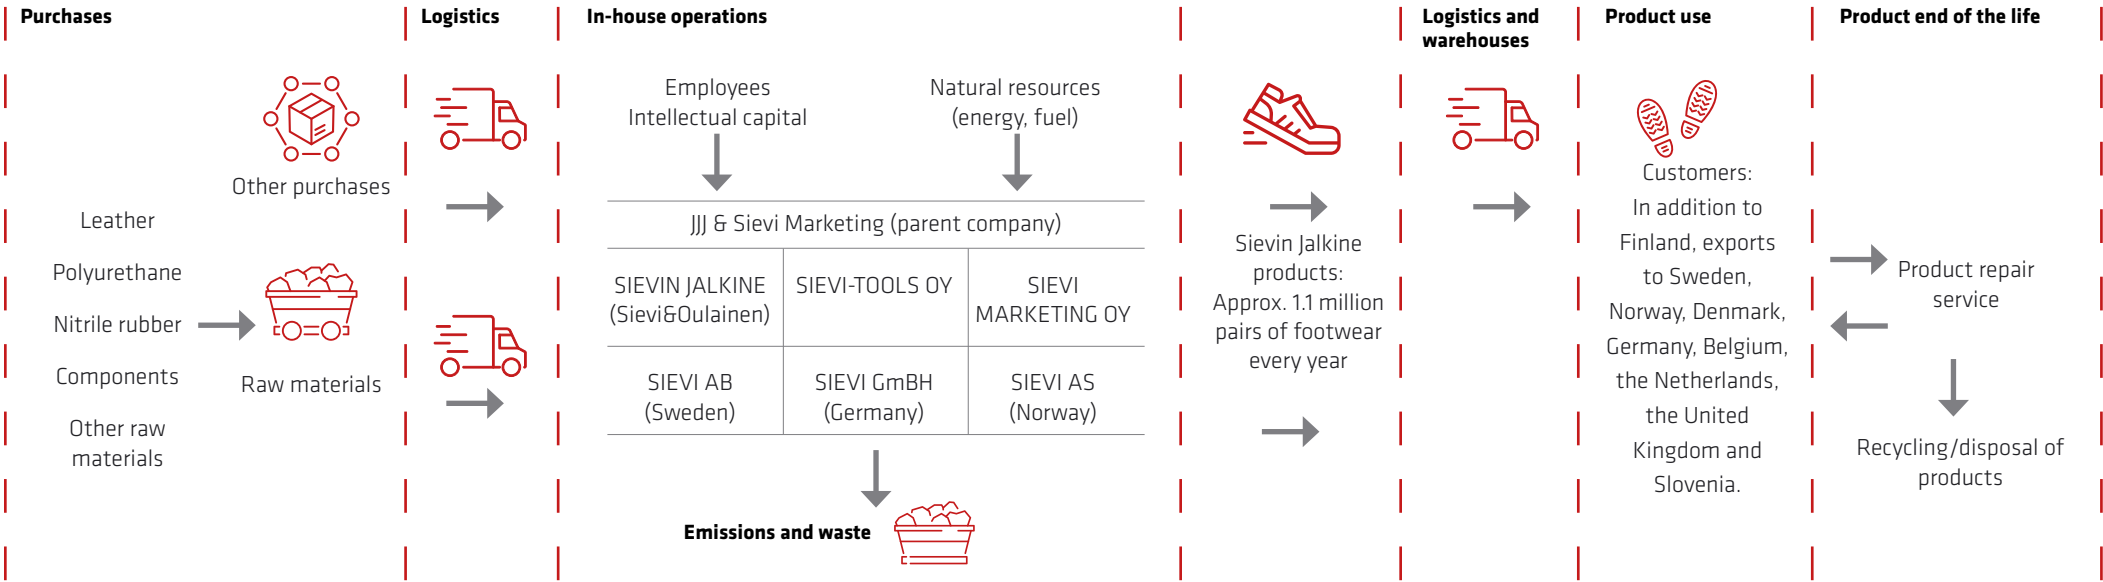 Purchases
Other purchases
Leather
Polyurethane
Nitrile rubber
Components
Other raw
materials
Raw materials
Logistics
In-house operations
Employees
Intellectual capital
Natural resources
(energy, fuel)
JJJ & Sievi Marketing (parent company)
SIEVIN JALKINE
(Sievi&Oulainen)
SIEVI-TOOLS OY
SIEVI
MARKETING OY
SIEVI AB
(Sweden)
SIEVI GmBH
(Germany)
SIEVI AS
(Norway)
Emissions and waste
Sievin Jalkine
products:
Approx. 1.1 million
pairs of footwear
every year
Logistics and
warehouses
Product use
Customers:
In addition to
Finland, exports
to Sweden,
Norway, Denmark,
Germany, Belgium,
the Netherlands,
the United
Kingdom and
Slovenia.
Product end of the life
Product repair
service
Recycling/disposal of
products